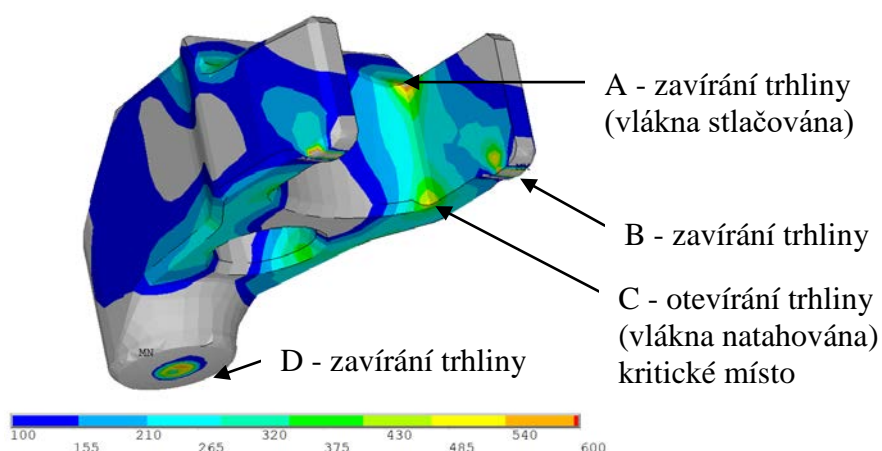 A - zavírání trhliny
(vlákna stlačována)
B - zavírání trhliny
C - otevírání trhliny
(vlákna natahována)
kritické místo
MX
MN
D - zavírání trhliny
100 155 210 265 320 375 430 485 540 600